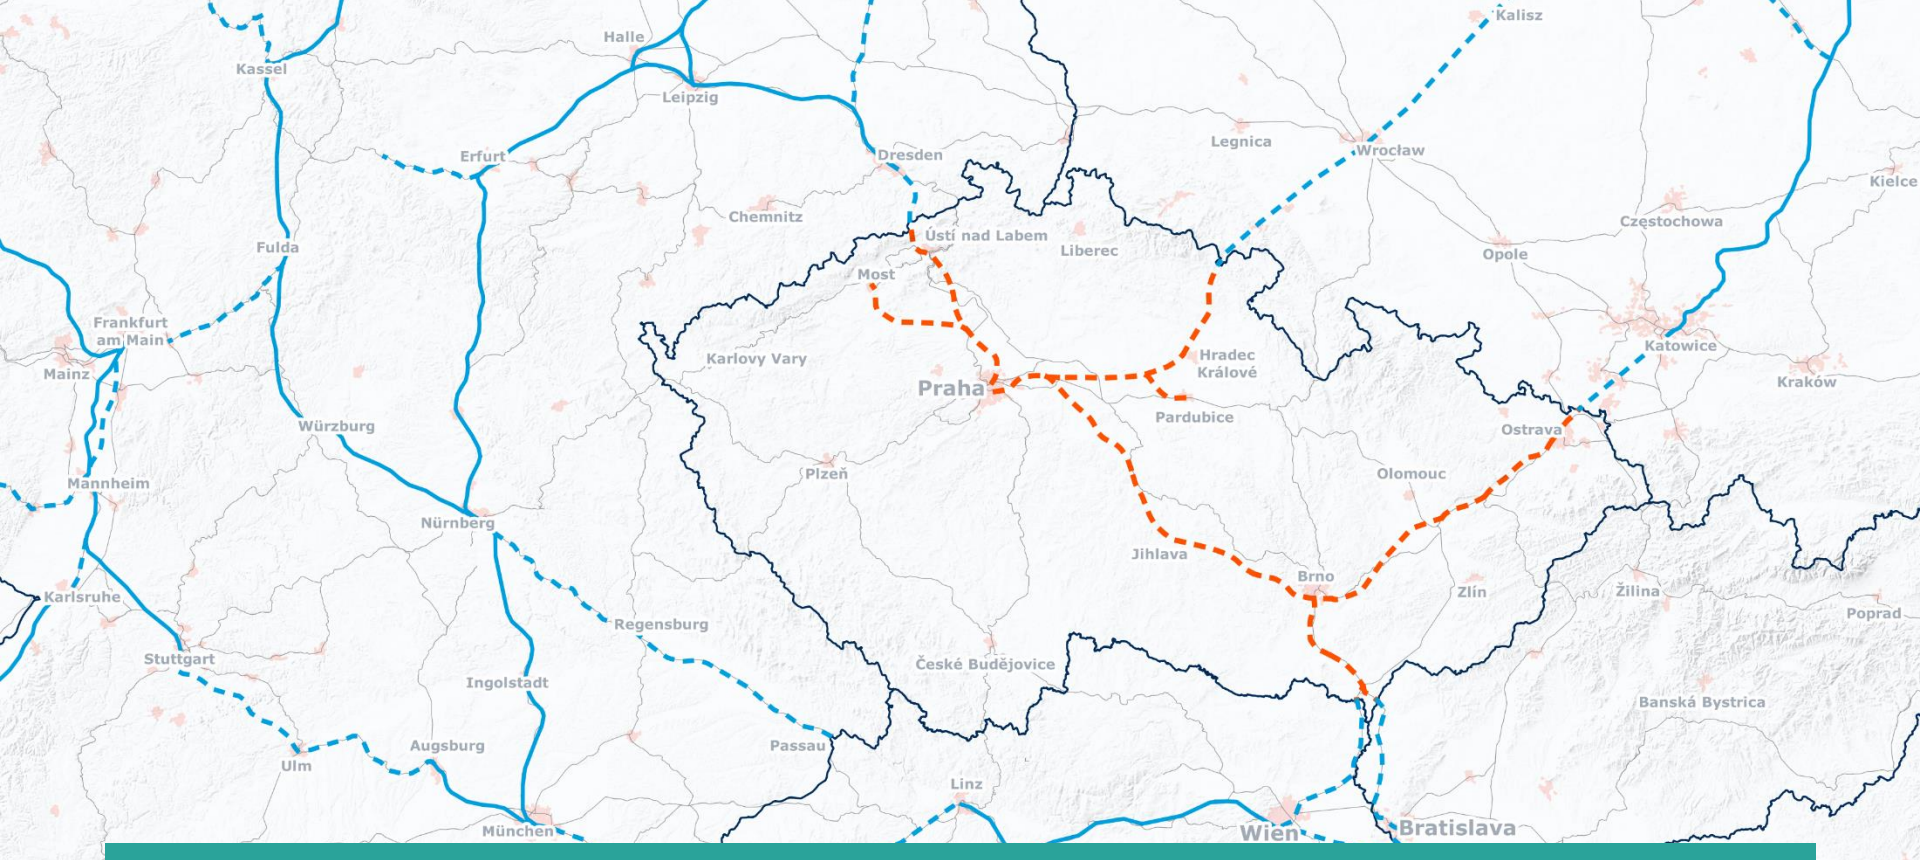 Kalisz
Halle
Kassel
Leipzig
Legnica
Wrocław
Erfurt
Dresden
Kielce
Chemnitz
Częstochowa
Ústí nad Labem
Fulda
Liberec
Opole
Most
Frankfurt
am Main
Katowice
Mainz
Karlovy Vary
Hradec
Králové
Kraków
Praha
Pardubice
Würzburg
Ostrava
Plzeň
Olomouc
Mannheim
Nürnberg
Jihlava
Brno
Zlín
Žilina
Karlsruhe
Poprad
Regensburg
Stuttgart
České Budějovice
Ingolstadt
Banská Bystrica
Augsburg
Passau
Ulm
Linz
München
Wien
Bratislava